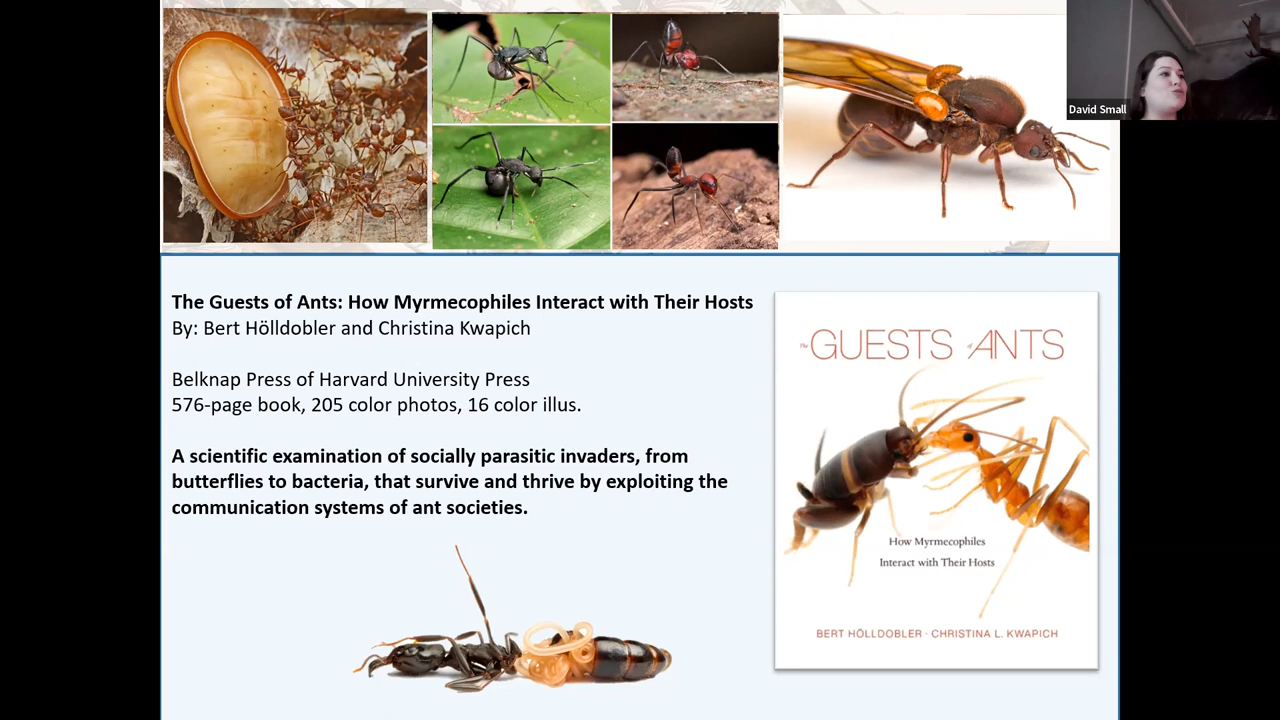 David Small
The Guests of Ants: How Myrmecophiles Interact with Their Hosts
By: Bert Hölldobler and Christina Kwapich
Belknap Press of Harvard University Press
576-page book, 205 color photos, 16 color illus.
A scientific examination of socially parasitic invaders, from
butterflies to bacteria, that survive and thrive by exploiting the
communication systems of ant societies.
The GUESTS of ANTS
How Myrmecophiles
Interact with Their Hosts
BERT HÖLLDOBLER · CHRISTINA L. KWAPICH